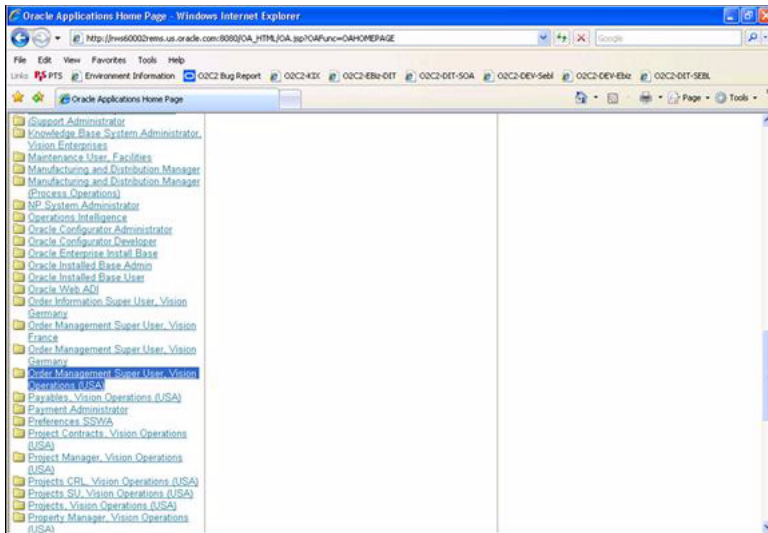 Oracle Applications Home Page - Windows Internet Explorer
http://rws60002rems.us.oracle.com:8080/OA_HTML/OA.jsp?OAFunc=OAHOMEPAGE
Google
File Edit View Favorites Tools Help
Links PTS Environment Information O2C2 Bug Report O2C2-KIX O2C2-EBiz-DIT O2C2-DIT-SOA O2C2-DEV-Sebl O2C2-DEV-Ebiz O2C2-DIT-SEBL
Oracle Applications Home Page Page Tools
iSupport Administrator
Knowledge Base System Administrator,
Vision Enterprises
Maintenance User, Facilities
Manufacturing and Distribution Manager
Manufacturing and Distribution Manager
(Process Operations)
NP System Administrator
Operations Intelligence
Oracle Configurator Administrator
Oracle Configurator Developer
Oracle Enterprise Install Base
Oracle Installed Base Admin
Oracle Installed Base User
Oracle Web ADI
Order Information Super User, Vision
Germany
Order Management Super User, Vision
France
Order Management Super User, Vision
Germany
Order Management Super User, Vision
Operations (USA)
Payables, Vision Operations (USA)
Payment Administrator
Preferences SSWA
Project Contracts, Vision Operations
(USA)
Project Manager, Vision Operations
(USA)
Projects CRL, Vision Operations (USA)
Projects SU, Vision Operations (USA)
Projects, Vision Operations (USA)
Property Manager, Vision Operations
(USA)